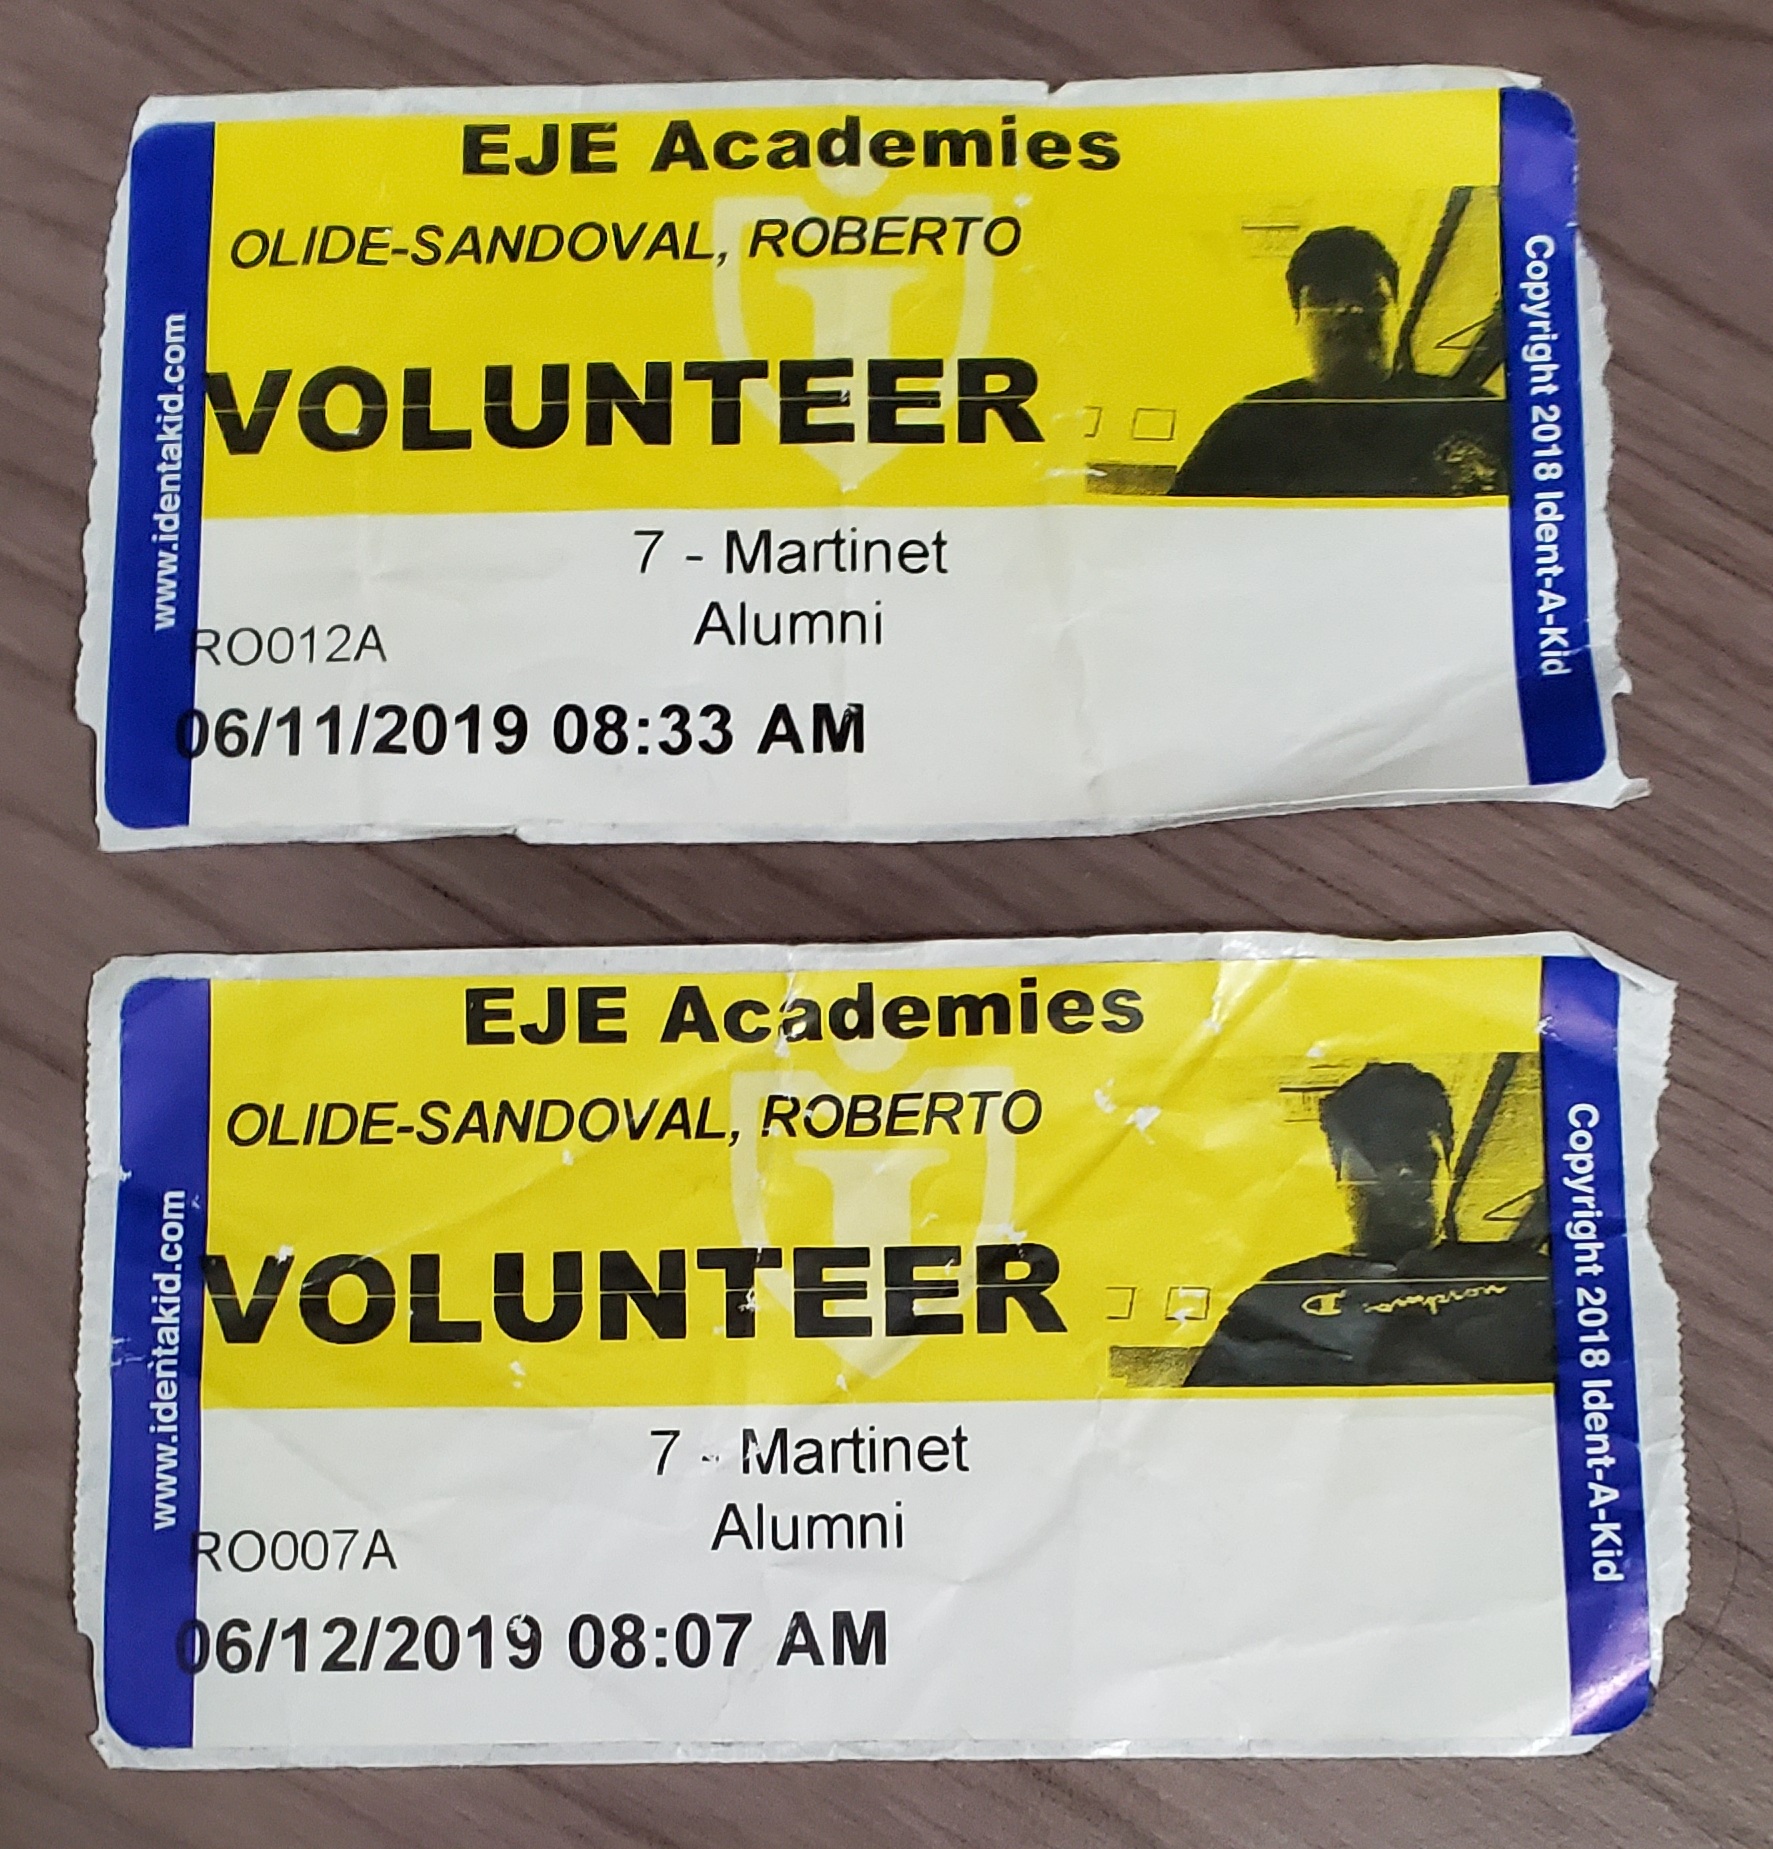 EJE Academies
OLIDE-SANDOVAL, ROBERTO
VOLUNTEER
7 - Martinet
Alumni
RO012A
06/11/2019 08:33 AM
www.identakid.com
Copyright 2018 Ident-A-Kid
EJE Academies
OLIDE-SANDOVAL, ROBERTO
VOLUNTEER
Champion
7 - Martinet
Alumni
RO007A
06/12/2019 08:07 AM
www.identakid.com
Copyright 2018 Ident-A-Kid